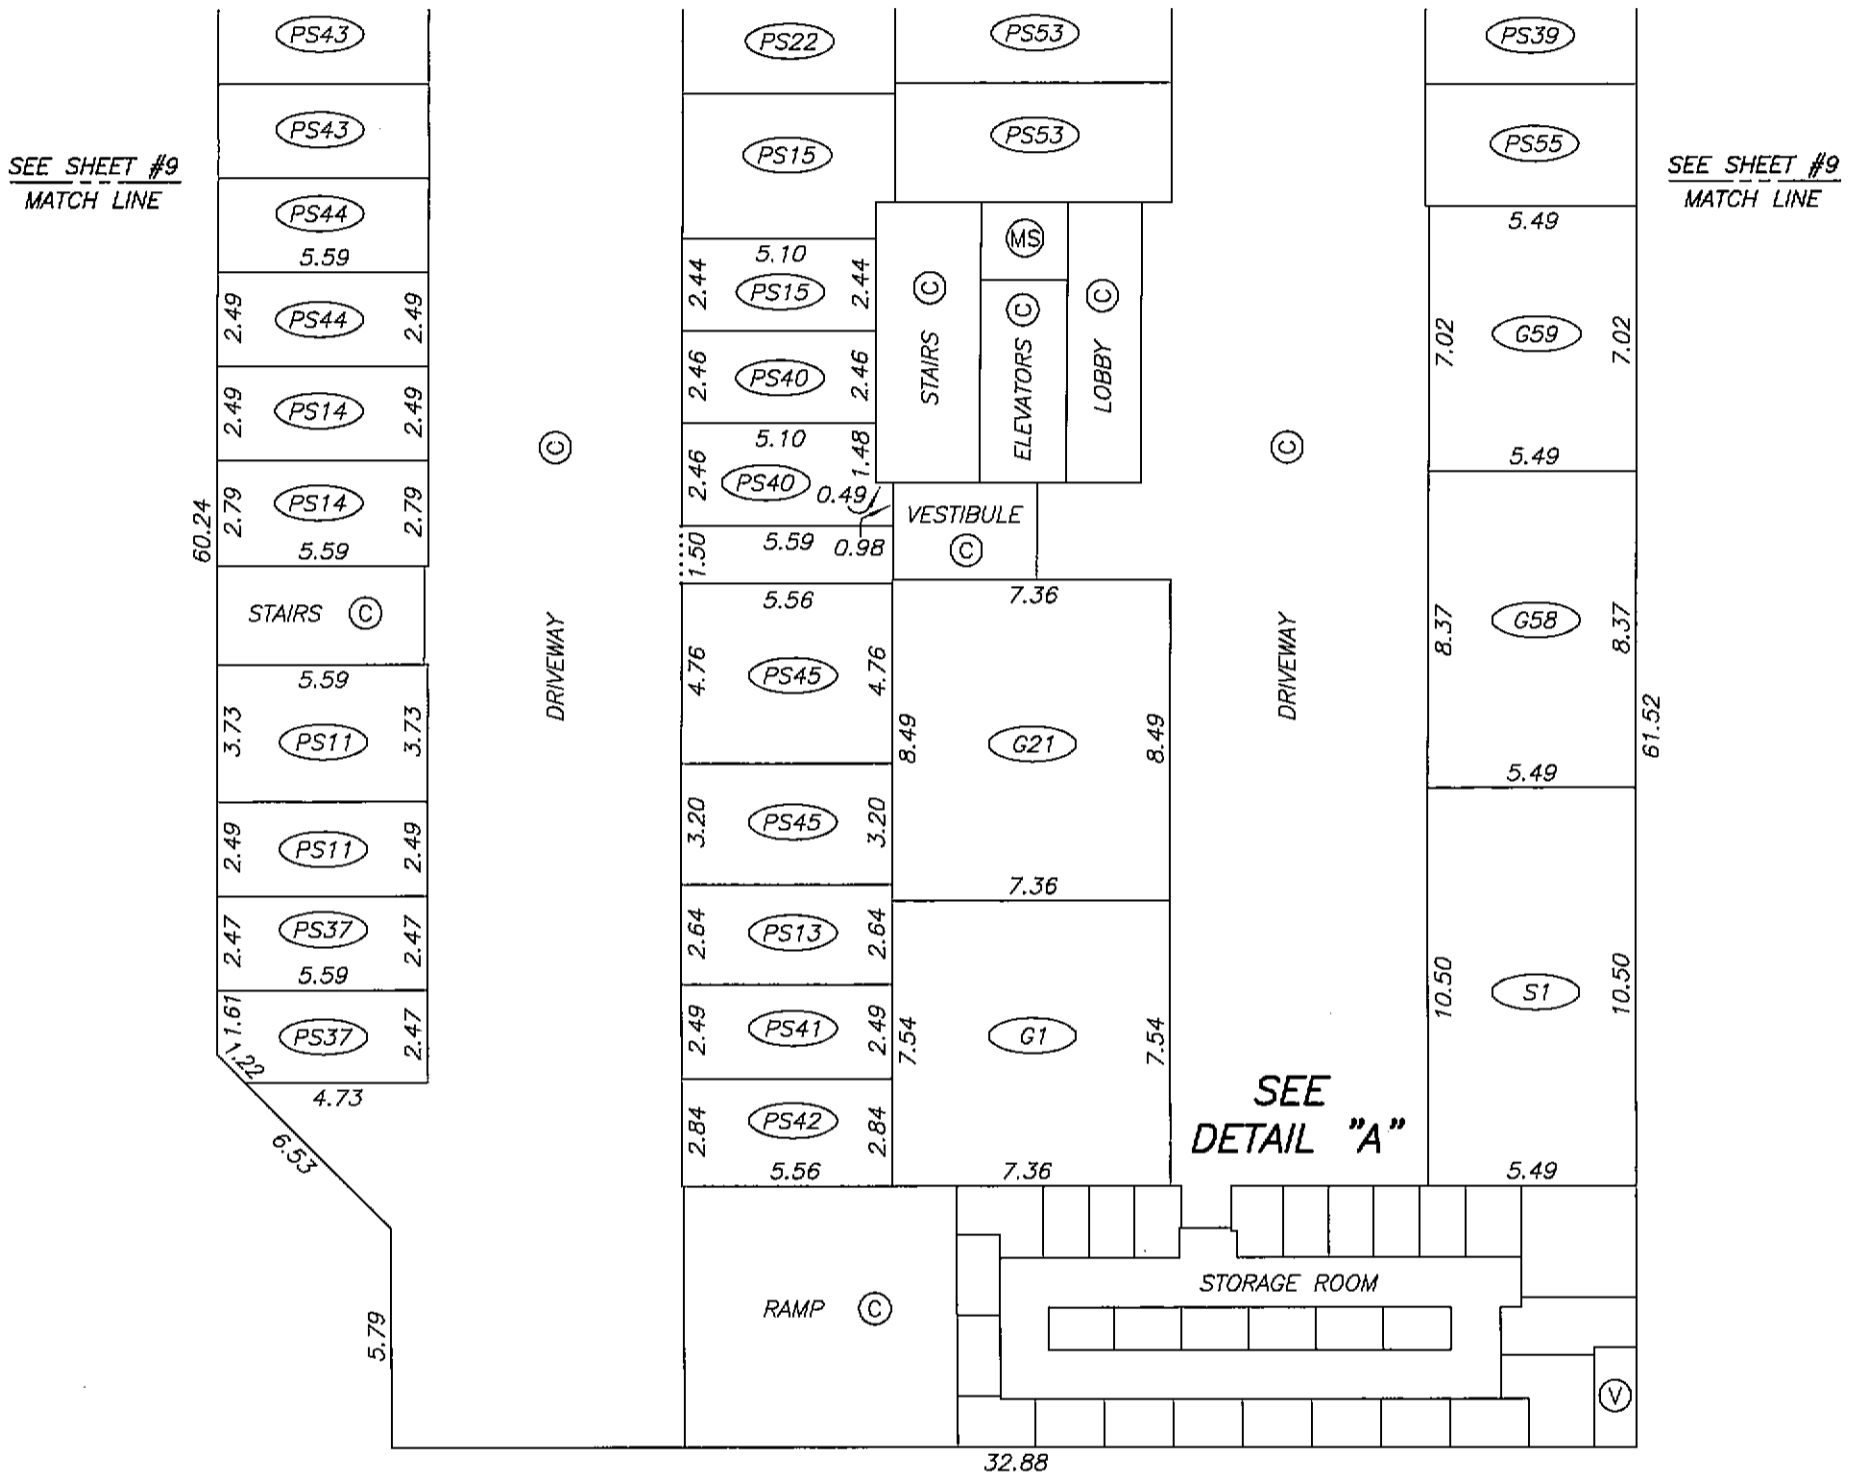 PS43
PS22
PS53
PS39
PS43
PS15
PS53
PS55
SEE SHEET #9
MATCH LINE
SEE SHEET #9
MATCH LINE
PS44
5.59
2.49 PS44 2.49
2.49 PS14 2.49
2.79 PS14 2.79
5.59
60.24
STAIRS C
5.59
3.73 PS11 3.73
2.49 PS11 2.49
2.47 PS37 2.47
5.59
1.61 PS37 2.47
1.22
4.73
6.53
5.79
C
DRIVEWAY
5.10
2.44 PS15 2.44
2.46 PS40 2.46
5.10
2.46 PS40 1.48
0.49
0.98
1.50
5.59
5.56
4.76 PS45 4.76
3.20 PS45 3.20
2.64 PS13 2.64
2.49 PS41 2.49
2.84 PS42 2.84
5.56
STAIRS C
MS
ELEVATORS C
LOBBY C
VESTIBULE
C
7.36
8.49 G21 8.49
7.36
7.54 G1 7.54
7.36
C
DRIVEWAY
5.49
7.02 G59 7.02
5.49
8.37 G58 8.37
5.49
61.52
10.50 S1 10.50
5.49
SEE
DETAIL "A"
RAMP C
STORAGE ROOM
V
32.88